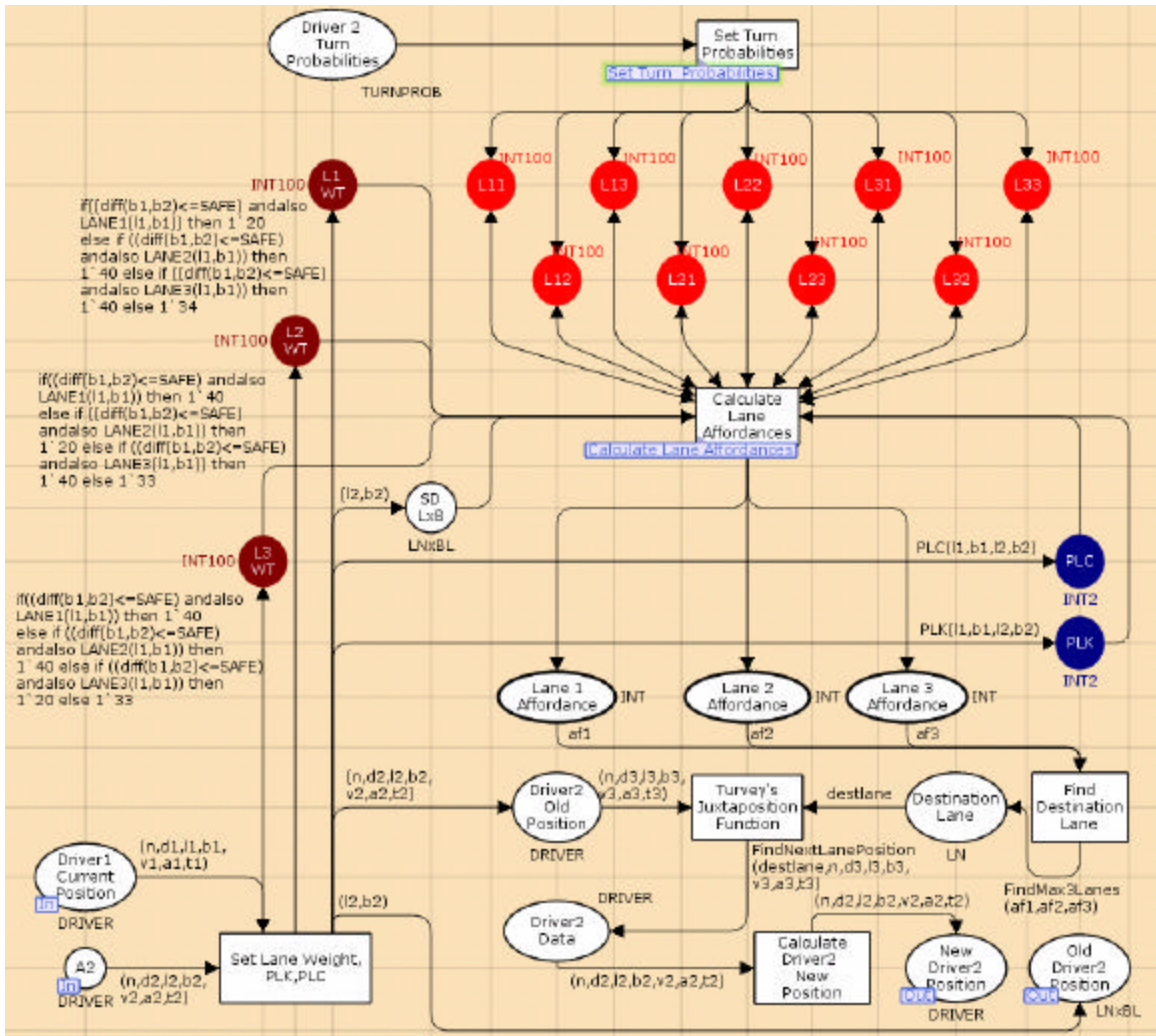 Driver 2
Turn
Probabilities
TURNPROB
Set Turn
Probabilities
Set Turn Probabilities
INT100
INT100
INT100
INT100
INT100
L11
L13
L22
L31
L33
INT100
INT100
INT100
INT100
L12
L21
L23
L32
L1
WT
INT100
if[[diff(b1,b2)<=SAFE] andalso
LANE1[l1,b1]] then 1`20
else if ((diff(b1,b2]<=SAFE)
andalso LANE2(l1,b1)) then
1`40 else if [[diff(b1,b2)<=SAFE]
andalso LANE3(l1,b1)) then
1`40 else 1`34
L2
WT
INT100
if((diff(b1,b2)<=SAFE) andalso
LANE1(l1,b1)) then 1`40
else if [[diff(b1,b2)<=SAFE]
andalso LANE2[l1,b1]] then
1`20 else if ((diff(b1,b2)<=SAFE)
andalso LANE3[l1,b1]] then
1`40 else 1`33
L3
WT
INT100
if((diff(b1,b2]<=SAFE) andalso
LANE1[l1,b1)) then 1`40
else if ((diff(b1,b2)<=SAFE)
andalso LANE2(l1,b1)) then
1`40 else if ((diff(b1,b2]<=SAFE)
andalso LANE3(l1,b1)) then
1`20 else 1`33
Calculate
Lane
Affordances
Calculate Lane Affordances
[l2,b2)
SD
LxB
LNxBL
PLC[l1,b1,l2,b2)
PLC
INT2
PLK[l1,b1,l2,b2)
PLK
INT2
Lane 1
Affordance
INT
Lane 2
Affordance
INT
Lane 3
Affordance
INT
af1
af2
af3
[n,d2,l2,b2,
v2,a2,t2]
Driver2
Old
Position
DRIVER
(n,d3,l3,b3,
v3,a3,t3)
Turvey's
Juxtaposition
Function
destlane
Destination
Lane
LN
Find
Destination
Lane
FindMax3Lanes
(af1,af2,af3)
FindNextLanePosition
(destlane,n,d3,l3,b3,
v3,a3,t3]
Driver1
Current
Position
In
DRIVER
[n,d1,l1,b1,
v1,a1,t1)
A2
In
DRIVER
(n,d2,l2,b2,
v2,a2,t2]
Set Lane Weight,
PLK,PLC
(l2,b2)
DRIVER
Driver2
Data
(n,d2,l2,b2,v2,a2,t2]
Calculate
Driver2
New
Position
(n,d2,l2,b2,v2,a2,t2)
New
Driver2
Position
Out
DRIVER
Old
Driver2
Position
Out
LNxBL